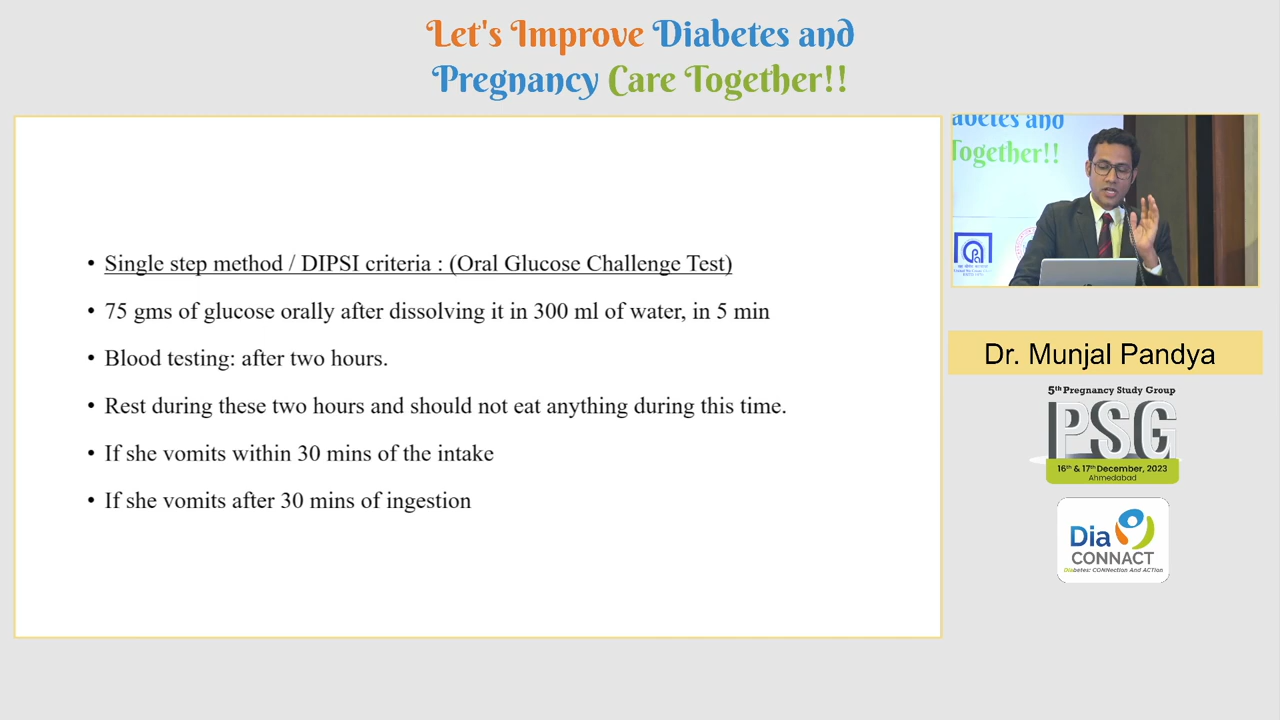 Let's Improve Diabetes and
Pregnancy Care Together!!
abetes and
Together!!
• Single step method / DIPSI criteria : (Oral Glucose Challenge Test)
• 75 gms of glucose orally after dissolving it in 300 ml of water, in 5 min
• Blood testing: after two hours.
• Rest during these two hours and should not eat anything during this time.
• If she vomits within 30 mins of the intake
• If she vomits after 30 mins of ingestion
Dr. Munjal Pandya
5th Pregnancy Study Group
PSG
16th & 17th December, 2023
Ahmedabad
Dia
CONNACT
Diabetes: CONNection And ACTion